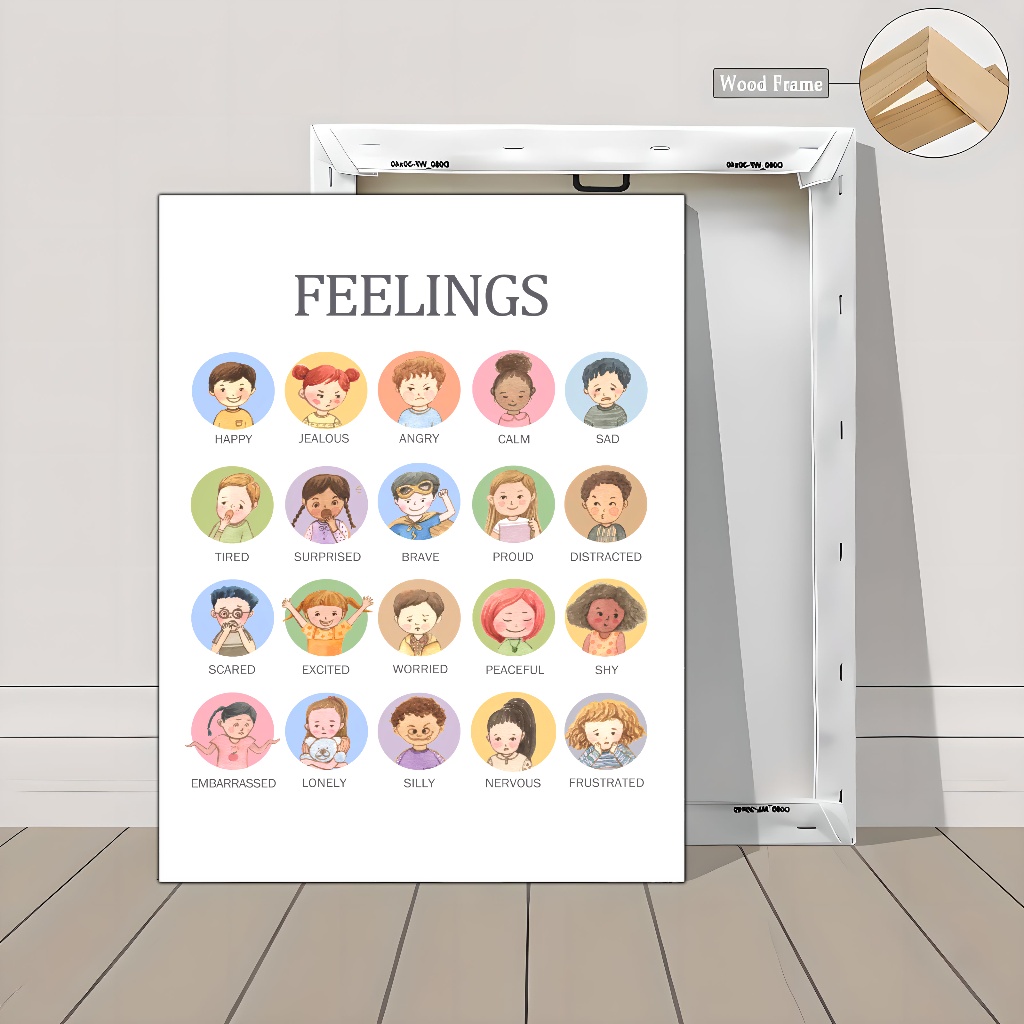 Wood Frame
FEELINGS
HAPPY JEALOUS ANGRY CALM SAD
TIRED SURPRISED BRAVE PROUD DISTRACTED
SCARED EXCITED WORRIED PEACEFUL SHY
EMBARRASSED LONELY SILLY NERVOUS FRUSTRATED